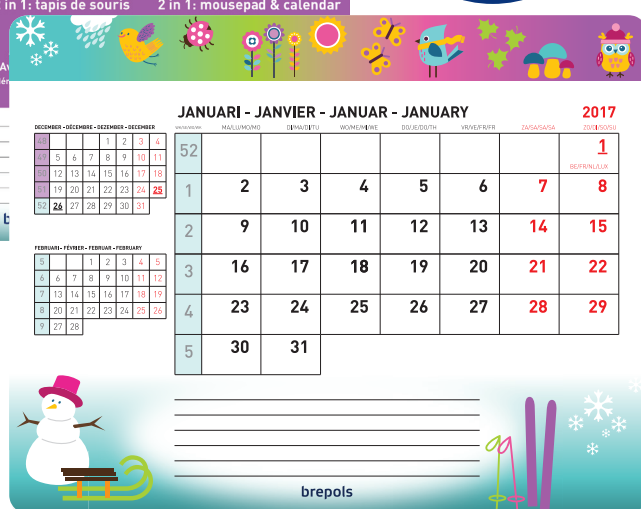 in 1: tapis de souris 2 in 1: mousepad & calendar
JANUARI - JANVIER - JANUAR - JANUARY 2017
MA/LU/MO/MO DI/MA/DI/TU WO/ME/MI/WE DO/JE/DO/TH VR/VE/FR/FR ZA/SA/SA/SA ZO/DI/SO/SU
52 1
BE/FR/NL/LUX
1 2 3 4 5 6 7 8
2 9 10 11 12 13 14 15
3 16 17 18 19 20 21 22
4 23 24 25 26 27 28 29
5 30 31
DECEMBER - DÉCEMBRE - DEZEMBER - DECEMBER
48 1 2 3 4
49 5 6 7 8 9 10 11
50 12 13 14 15 16 17 18
51 19 20 21 22 23 24 25
52 26 27 28 29 30 31
FEBRUARI - FÉVRIER - FEBRUAR - FEBRUARY
5 1 2 3 4 5
6 6 7 8 9 10 11 12
7 13 14 15 16 17 18 19
8 20 21 22 23 24 25 26
9 27 28
brepols